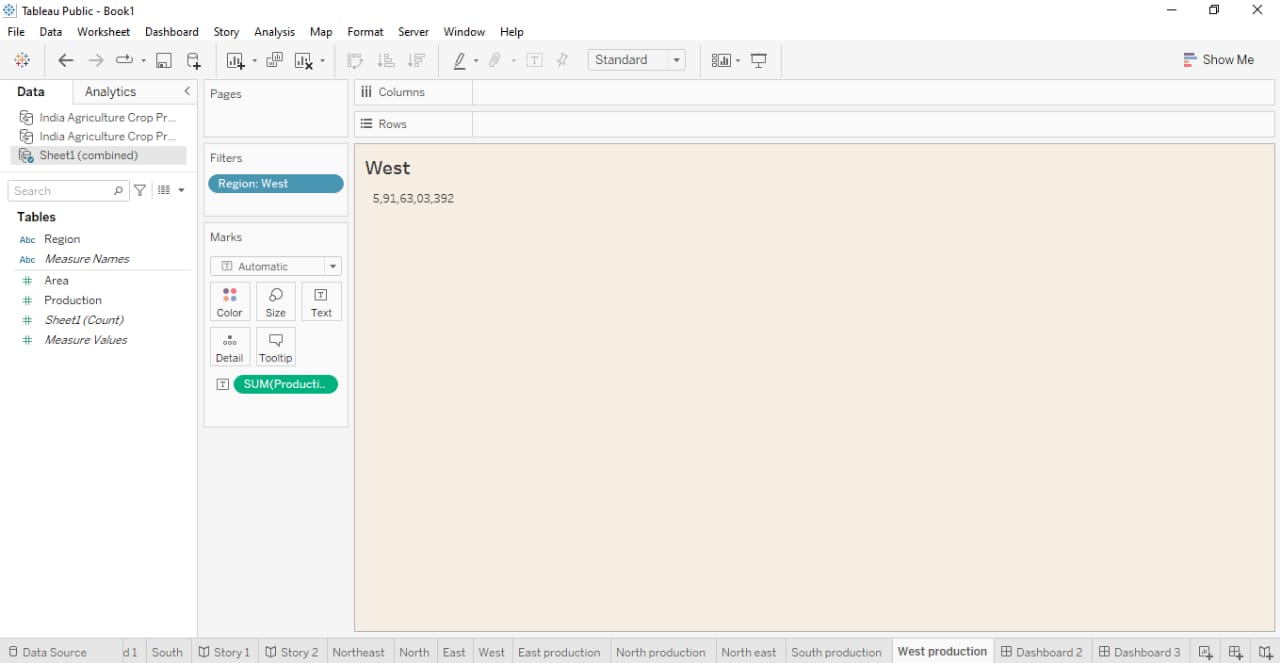 Tableau Public - Book1
File Data Worksheet Dashboard Story Analysis Map Format Server Window Help
Standard
Show Me
Data Analytics
India Agriculture Crop Pr...
India Agriculture Crop Pr...
Sheet1 (combined)
Search
Tables
Abc Region
Abc Measure Names
# Area
# Production
# Sheet1 (Count)
# Measure Values
Pages
Filters
Region: West
Marks
T Automatic
Color Size T Text
Detail Tooltip
T SUM(Producti..
Columns
Rows
West
5,91,63,03,392
Data Source d 1 South Story 1 Story 2 Northeast North East West East production North production North east South production West production Dashboard 2 Dashboard 3